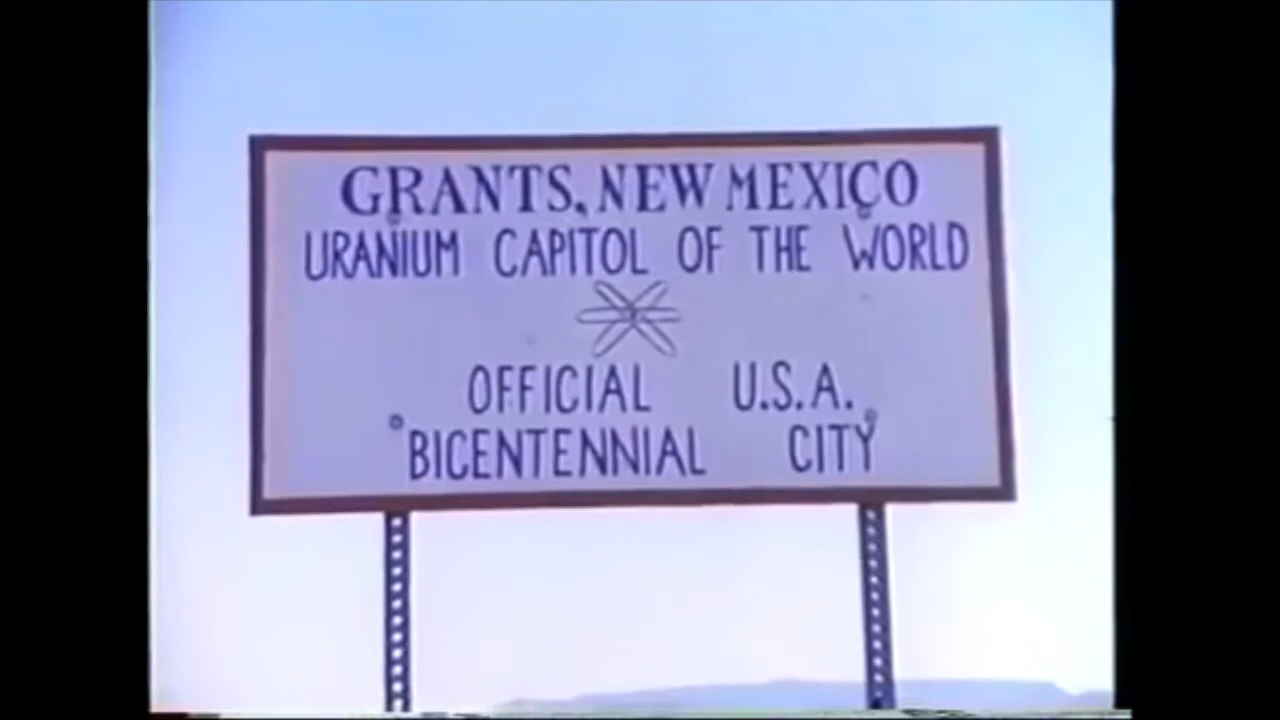 GRANTS, NEW MEXICO
URANIUM CAPITOL OF THE WORLD
OFFICIAL U.S.A.
BICENTENNIAL CITY